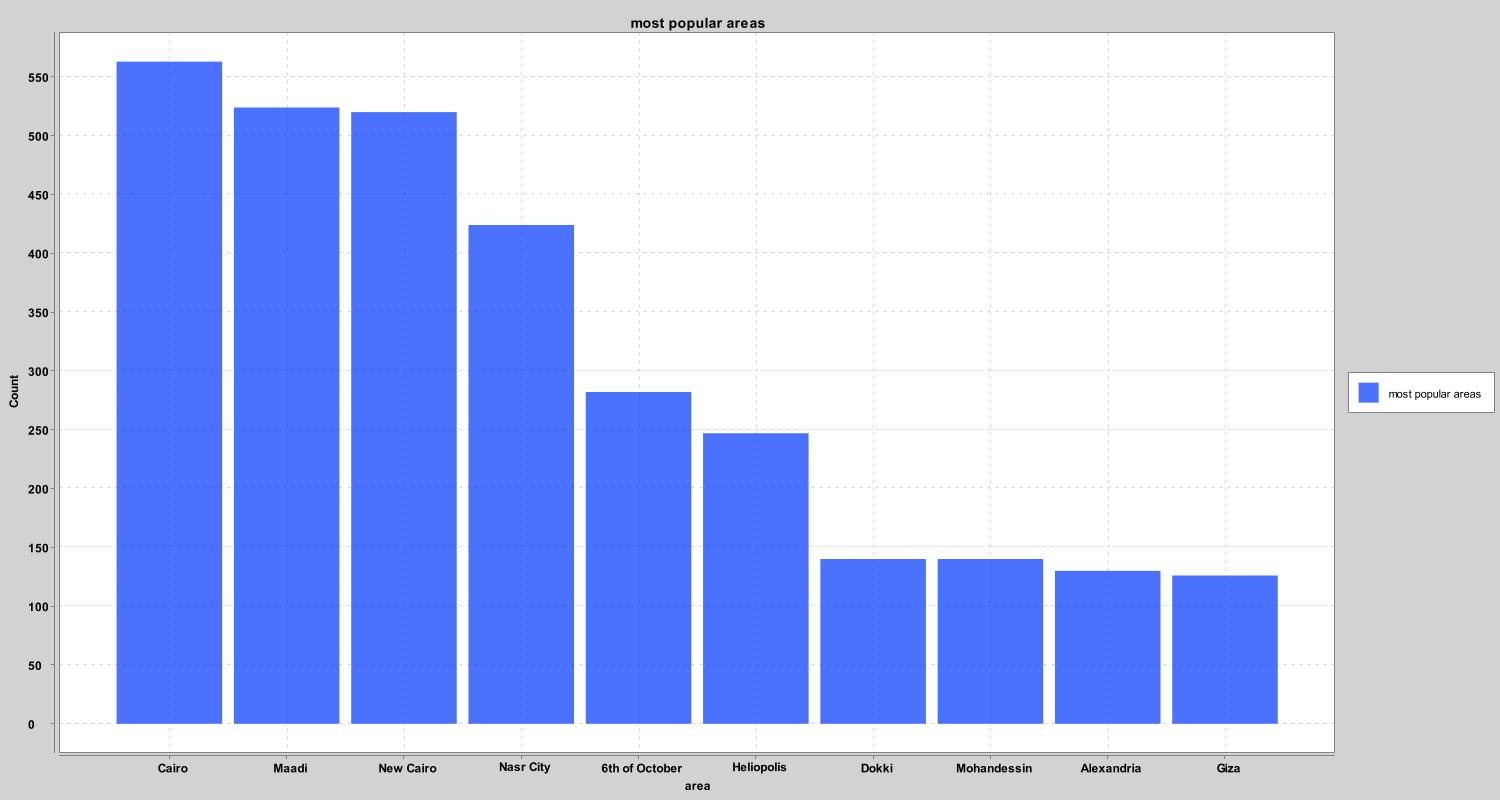 most popular areas
550
500
450
400
350
300
250
200
150
100
50
0
Count
Cairo Maadi New Cairo Nasr City 6th of October Heliopolis Dokki Mohandessin Alexandria Giza
area
most popular areas